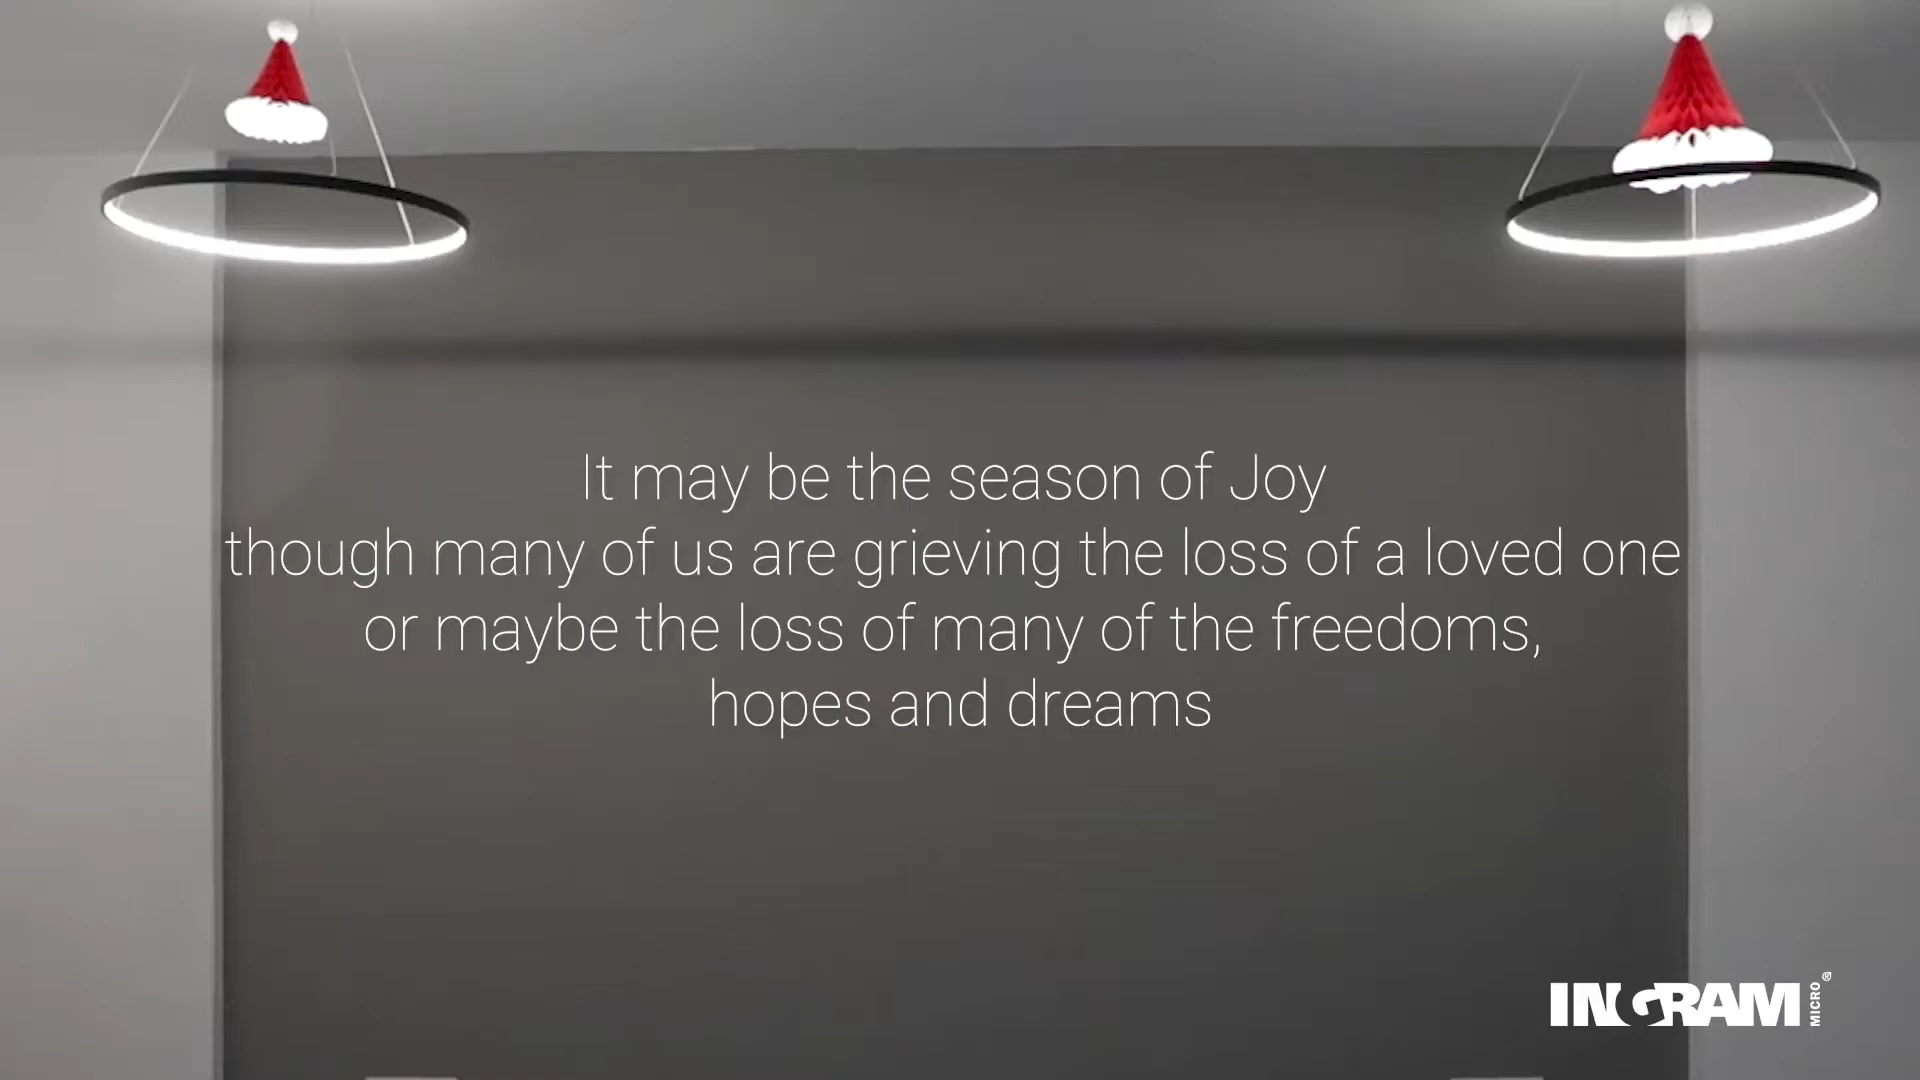 It may be the season of Joy
though many of us are grieving the loss of a loved one
or maybe the loss of many of the freedoms,
hopes and dreams
INGRAM MICRO®